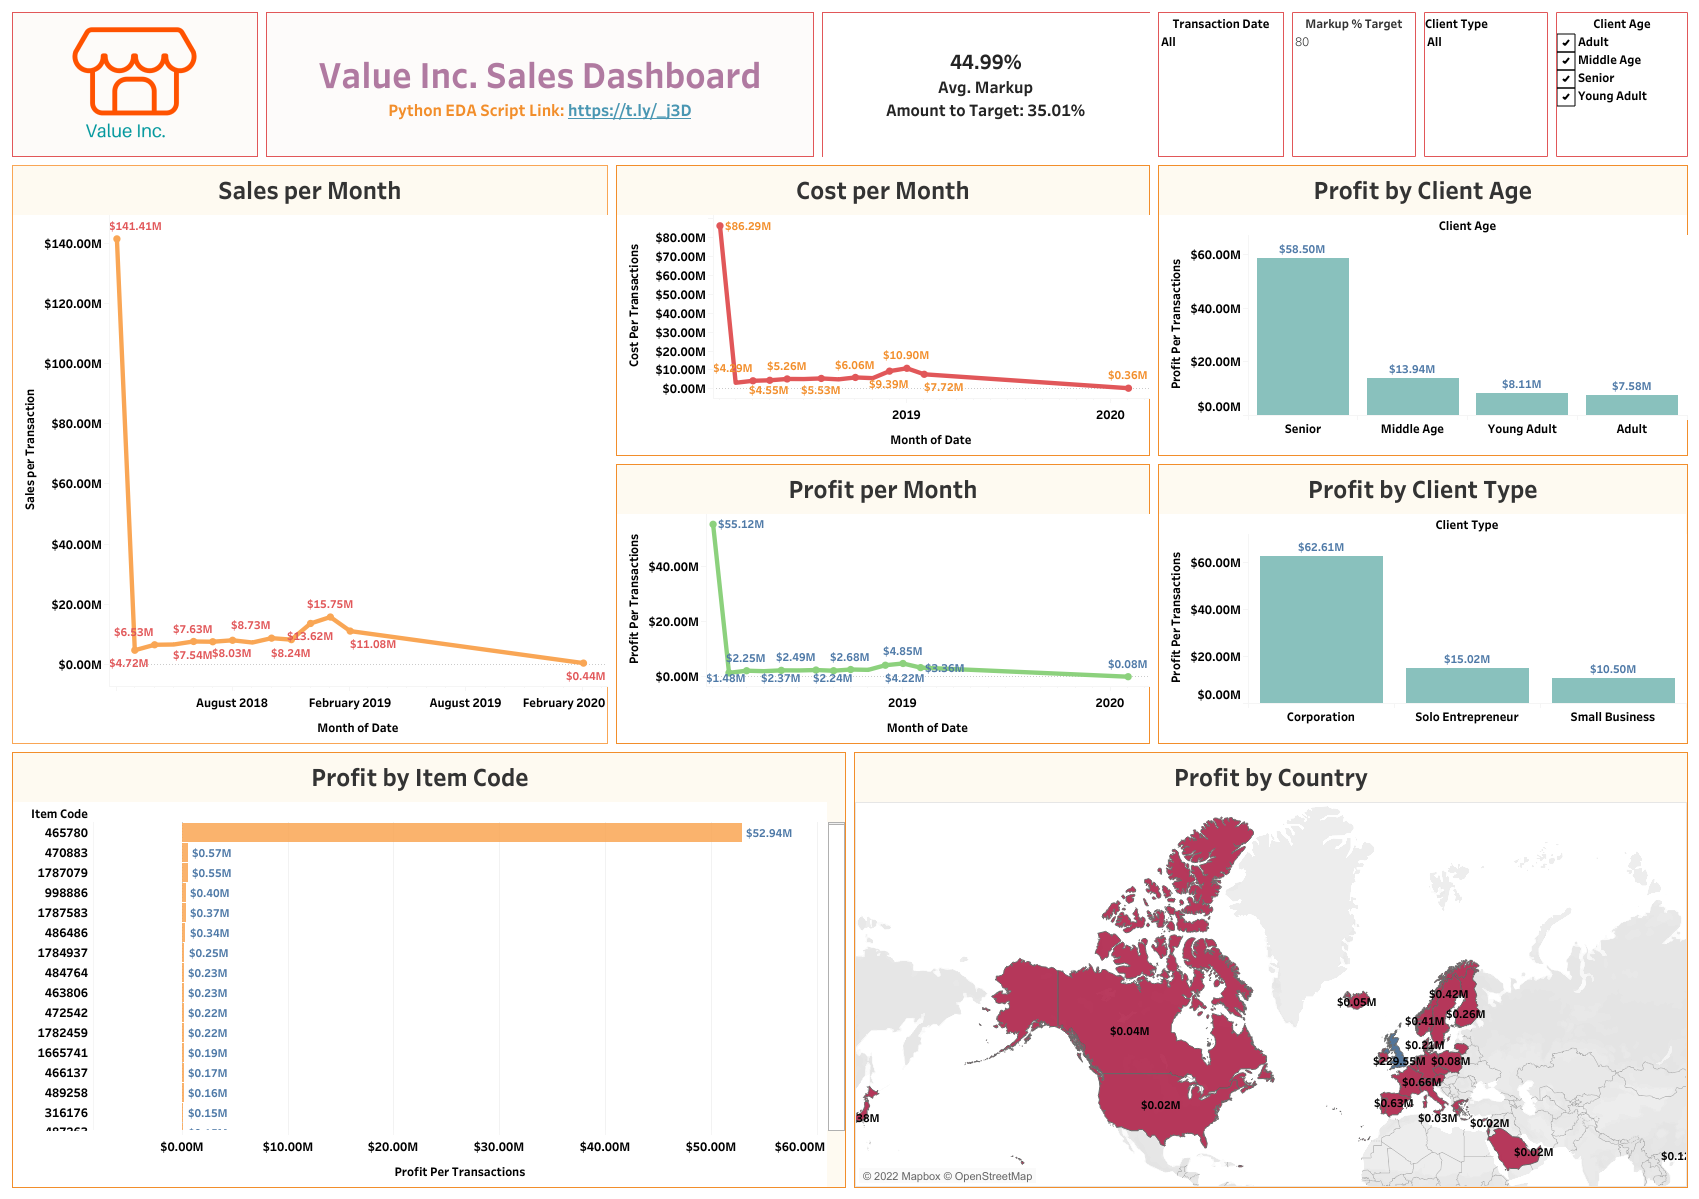 Value Inc.
Value Inc. Sales Dashboard
Python EDA Script Link: https://t.ly/_j3D
44.99%
Avg. Markup
Amount to Target: 35.01%
Transaction Date
All
Markup % Target
80
Client Type
All
Client Age
Adult
Middle Age
Senior
Young Adult
Sales per Month
Sales per Transaction
$140.00M
$120.00M
$100.00M
$80.00M
$60.00M
$40.00M
$20.00M
$0.00M
$141.41M
$6.53M
$4.72M
$7.63M
$7.54M
$8.03M
$8.73M
$8.24M
$13.62M
$15.75M
$11.08M
$0.44M
August 2018
February 2019
August 2019
February 2020
Month of Date
Cost per Month
Cost Per Transactions
$80.00M
$70.00M
$60.00M
$50.00M
$40.00M
$30.00M
$20.00M
$10.00M
$0.00M
$86.29M
$4.29M
$4.55M
$5.26M
$5.53M
$6.06M
$9.39M
$10.90M
$7.72M
$0.36M
2019
2020
Month of Date
Profit per Month
Profit Per Transactions
$40.00M
$20.00M
$0.00M
$55.12M
$2.25M
$1.48M
$2.49M
$2.37M
$2.68M
$2.24M
$4.85M
$4.22M
$3.36M
$0.08M
2019
2020
Month of Date
Profit by Client Age
Client Age
Profit Per Transactions
$60.00M
$40.00M
$20.00M
$0.00M
$58.50M
$13.94M
$8.11M
$7.58M
Senior
Middle Age
Young Adult
Adult
Profit by Client Type
Client Type
Profit Per Transactions
$60.00M
$40.00M
$20.00M
$0.00M
$62.61M
$15.02M
$10.50M
Corporation
Solo Entrepreneur
Small Business
Profit by Item Code
Item Code
465780 $52.94M
470883 $0.57M
1787079 $0.55M
998886 $0.40M
1787583 $0.37M
486486 $0.34M
1784937 $0.25M
484764 $0.23M
463806 $0.23M
472542 $0.22M
1782459 $0.22M
1665741 $0.19M
466137 $0.17M
489258 $0.16M
316176 $0.15M
$0.00M
$10.00M
$20.00M
$30.00M
$40.00M
$50.00M
$60.00M
Profit Per Transactions
Profit by Country
$0.05M
$0.42M
$0.26M
$0.41M
$0.04M
$0.21M
$229.55M
$0.08M
$0.66M
$0.63M
$0.02M
38M
$0.03M
$0.02M
$0.02M
$0.1
© 2022 Mapbox © OpenStreetMap